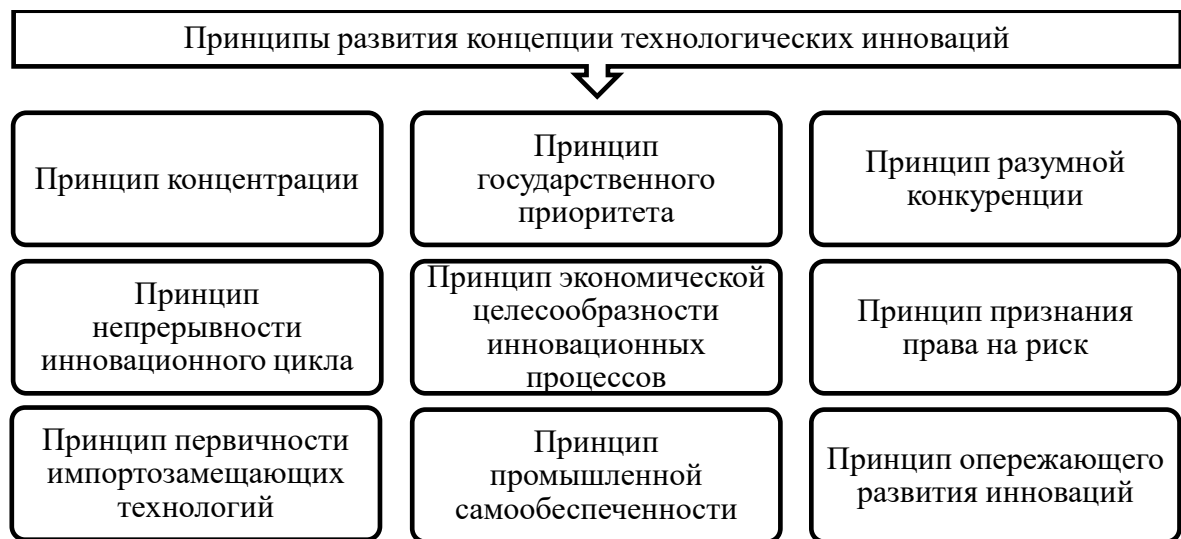 Принципы развития концепции технологических инноваций
Принцип концентрации
Принцип
государственного
приоритета
Принцип разумной
конкуренции
Принцип
непрерывности
инновационного цикла
Принцип экономической
целесообразности
инновационных
процессов
Принцип признания
права на риск
Принцип первичности
импортозамещающих
технологий
Принцип
промышленной
самообеспеченности
Принцип опережающего
развития инноваций